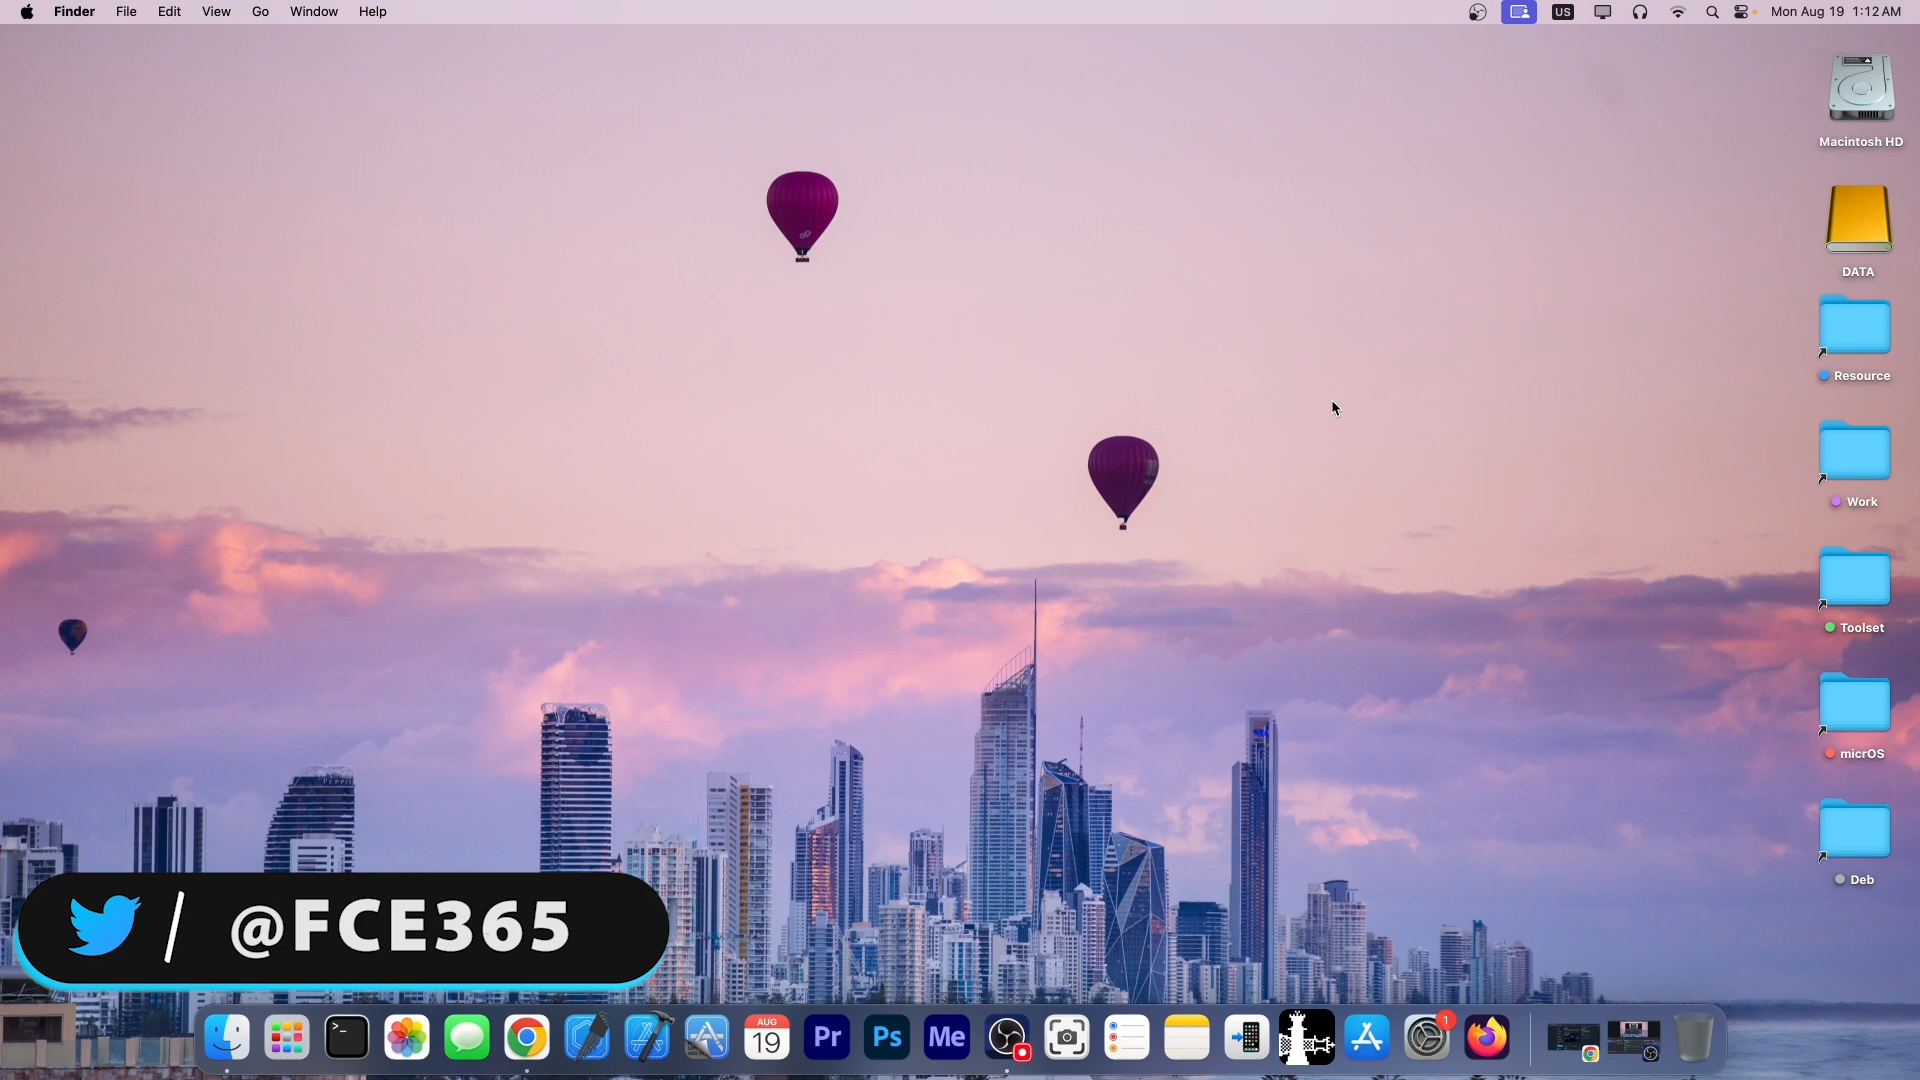 Finder File Edit View Go Window Help US Mon Aug 19 1:12 AM
Macintosh HD
DATA
Resource
Work
Toolset
micrOS
Deb
/ @FCE365
>_
AUG
19
Pr
Ps
Me
1